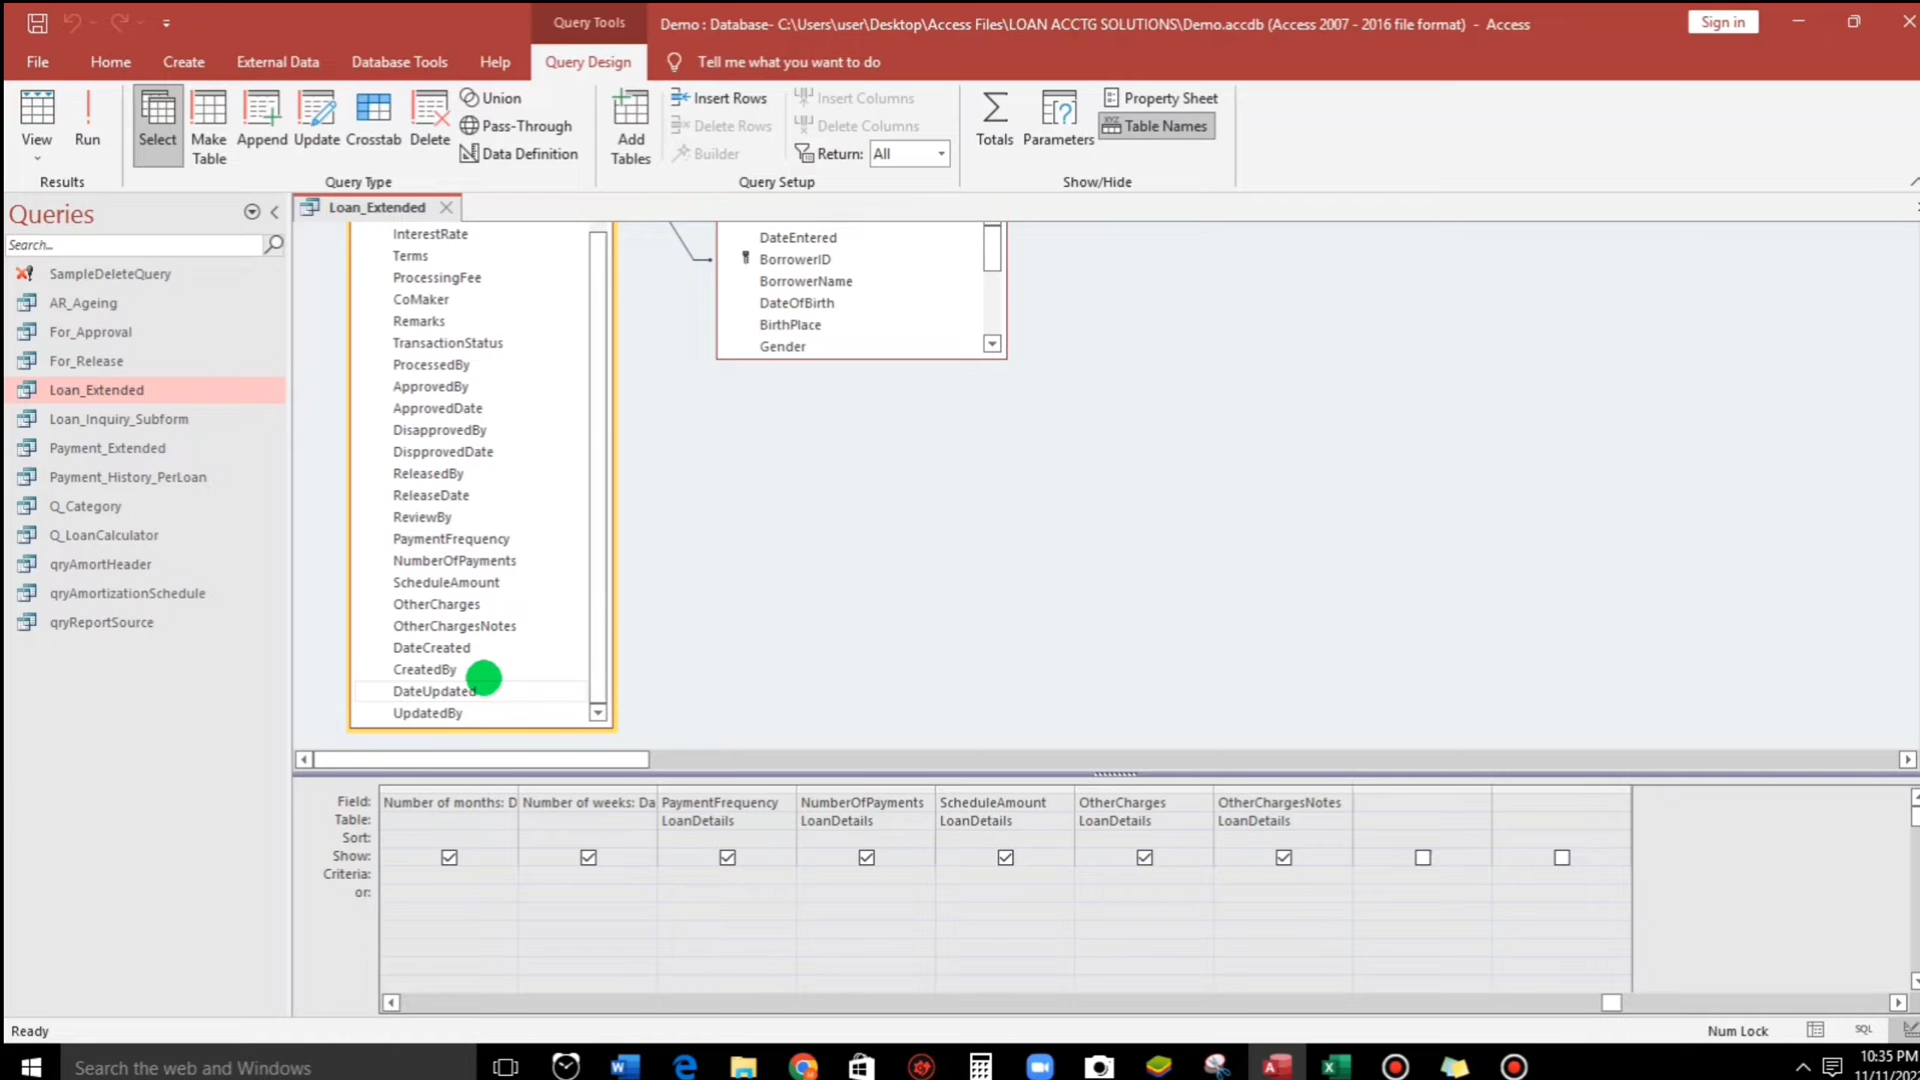 Query Tools
Demo : Database- C:\Users\user\Desktop\Access Files\LOAN ACCTG SOLUTIONS\Demo.accdb (Access 2007 - 2016 file format) - Access
Sign in
File Home Create External Data Database Tools Help Query Design Tell me what you want to do
View
Run
Select
Make
Table
Append
Update
Crosstab
Delete
Union
Pass-Through
Data Definition
Add
Tables
Insert Rows
Delete Rows
Builder
Insert Columns
Delete Columns
Return: All
Totals
Parameters
Property Sheet
Table Names
Results
Query Type
Query Setup
Show/Hide
Queries
Search...
SampleDeleteQuery
AR_Ageing
For_Approval
For_Release
Loan_Extended
Loan_Inquiry_Subform
Payment_Extended
Payment_History_PerLoan
Q_Category
Q_LoanCalculator
qryAmortHeader
qryAmortizationSchedule
qryReportSource
Loan_Extended
InterestRate
Terms
ProcessingFee
CoMaker
Remarks
TransactionStatus
ProcessedBy
ApprovedBy
ApprovedDate
DisapprovedBy
DispprovedDate
ReleasedBy
ReleaseDate
ReviewBy
PaymentFrequency
NumberOfPayments
ScheduleAmount
OtherCharges
OtherChargesNotes
DateCreated
CreatedBy
DateUpdated
UpdatedBy
DateEntered
BorrowerID
BorrowerName
DateOfBirth
BirthPlace
Gender
Field: Number of months: D Number of weeks: Da PaymentFrequency NumberOfPayments ScheduleAmount OtherCharges OtherChargesNotes
Table: LoanDetails LoanDetails LoanDetails LoanDetails LoanDetails
Sort:
Show:
Criteria:
or:
Ready
Num Lock
SQL
Search the web and Windows
10:35 PM
11/11/202